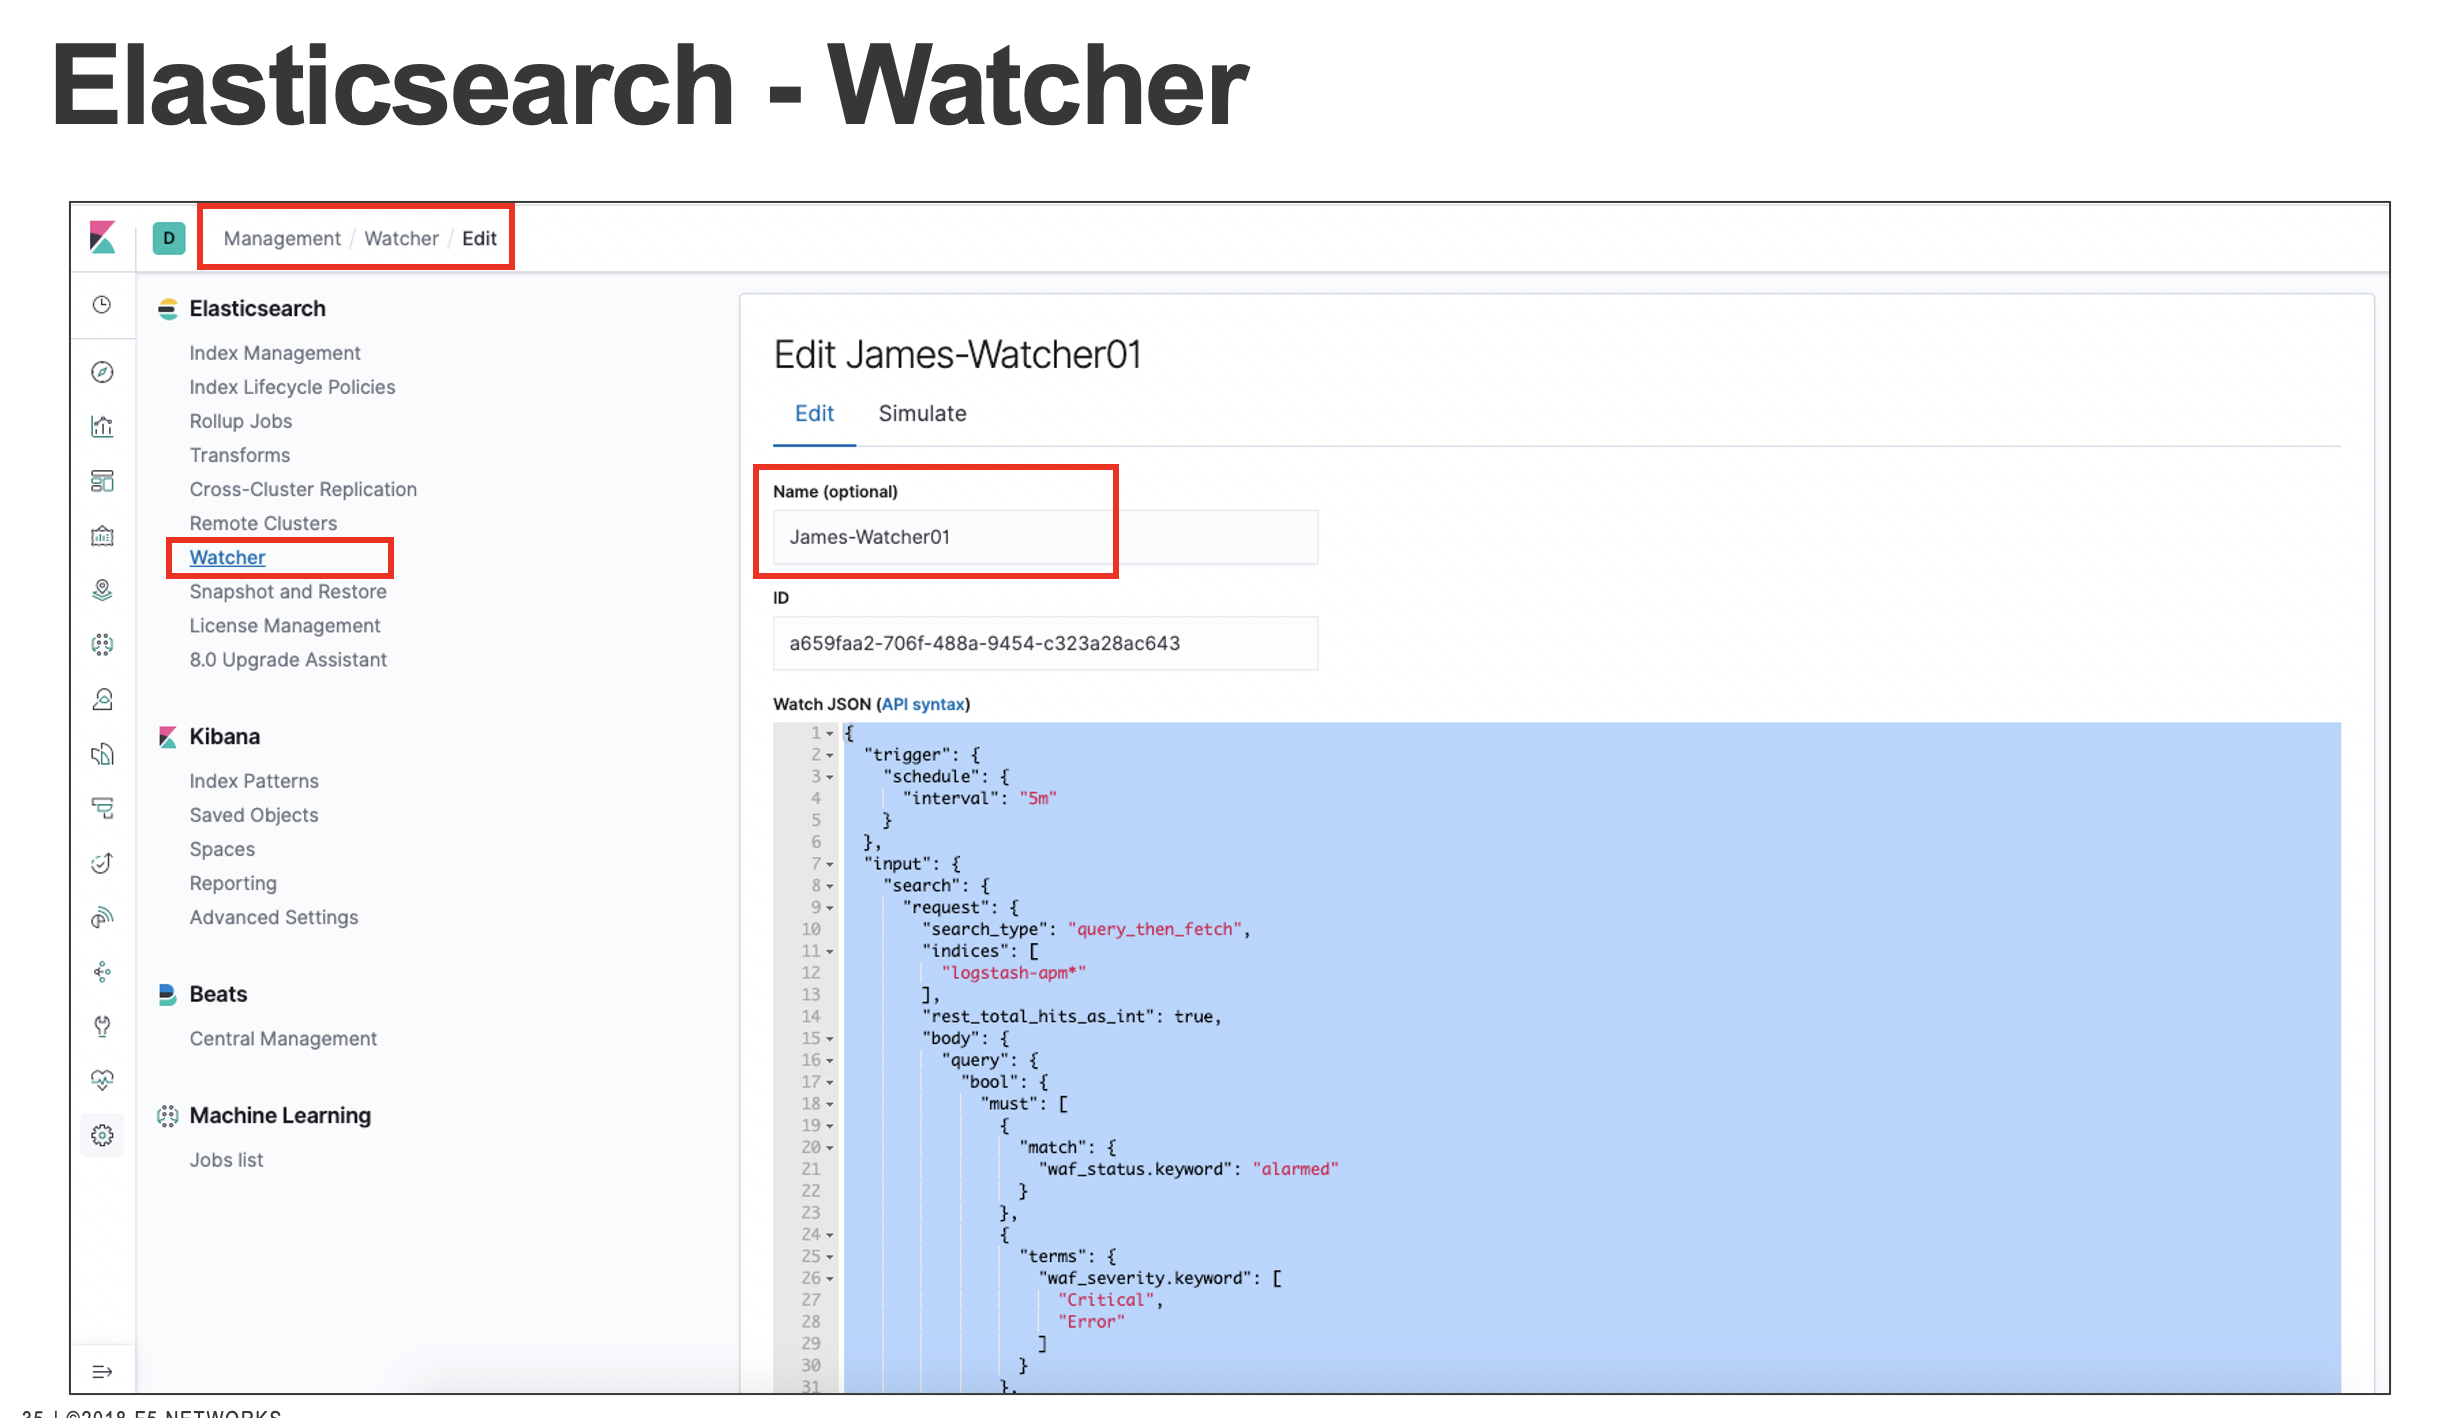 Elasticsearch - Watcher
D
Management / Watcher / Edit
Elasticsearch
Index Management
Index Lifecycle Policies
Rollup Jobs
Transforms
Cross-Cluster Replication
Remote Clusters
Watcher
Snapshot and Restore
License Management
8.0 Upgrade Assistant
Kibana
Index Patterns
Saved Objects
Spaces
Reporting
Advanced Settings
Beats
Central Management
Machine Learning
Jobs list
Edit James-Watcher01
Edit Simulate
Name (optional)
James-Watcher01
ID
a659faa2-706f-488a-9454-c323a28ac643
Watch JSON (API syntax)
1 {
2 "trigger": {
3 "schedule": {
4 "interval": "5m"
5 }
6 },
7 "input": {
8 "search": {
9 "request": {
10 "search_type": "query_then_fetch",
11 "indices": [
12 "logstash-apm*"
13 ],
14 "rest_total_hits_as_int": true,
15 "body": {
16 "query": {
17 "bool": {
18 "must": [
19 {
20 "match": {
21 "waf_status.keyword": "alarmed"
22 }
23 },
24 {
25 "terms": {
26 "waf_severity.keyword": [
27 "Critical",
28 "Error"
29 ]
30 }
31 },
35 | ©2018 F5 NETWORKS